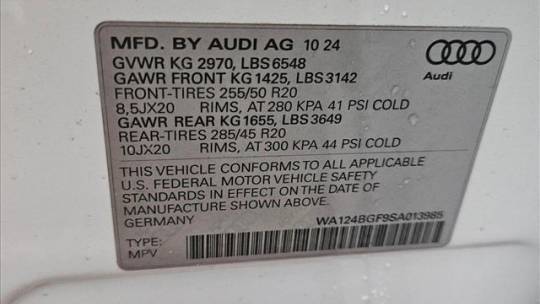 MFD. BY AUDI AG 10 24
GVWR KG 2970, LBS 6548
GAWR FRONT KG 1425, LBS 3142
FRONT-TIRES 255/50 R20
8,5JX20 RIMS, AT 280 KPA 41 PSI COLD
GAWR REAR KG 1655, LBS 3649
REAR-TIRES 285/45 R20
10JX20 RIMS, AT 300 KPA 44 PSI COLD
THIS VEHICLE CONFORMS TO ALL APPLICABLE
U.S. FEDERAL MOTOR VEHICLE SAFETY
STANDARDS IN EFFECT ON THE DATE OF
MANUFACTURE SHOWN ABOVE.
GERMANY
WA124BGF9SA013985
TYPE:
MPV
Audi